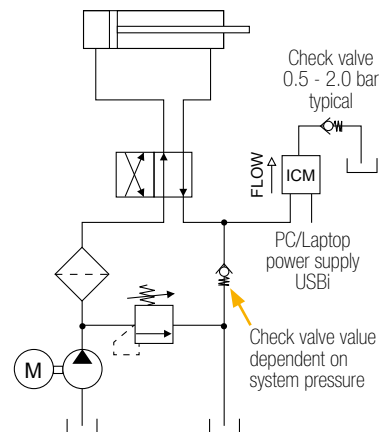 Check valve
0.5 - 2.0 bar
typical
FLOW
ICM
PC/Laptop
power supply
USBi
Check valve value
dependent on
system pressure
M